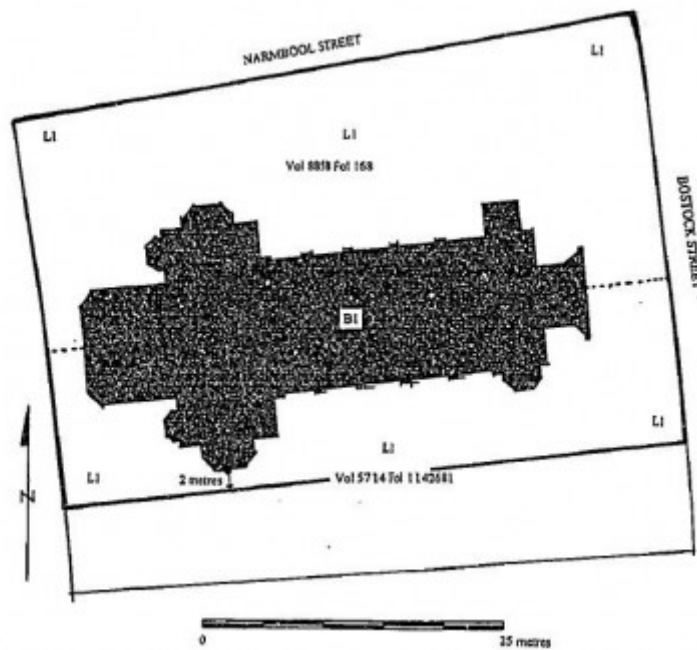 NARMBOOL STREET
L1
L1
L1
Vol 8858 Fol 168
BOSTOCK STREET
B1
L1
L1
L1
2 metres
Vol 5714 Fol 1142681
N
0
25 metres